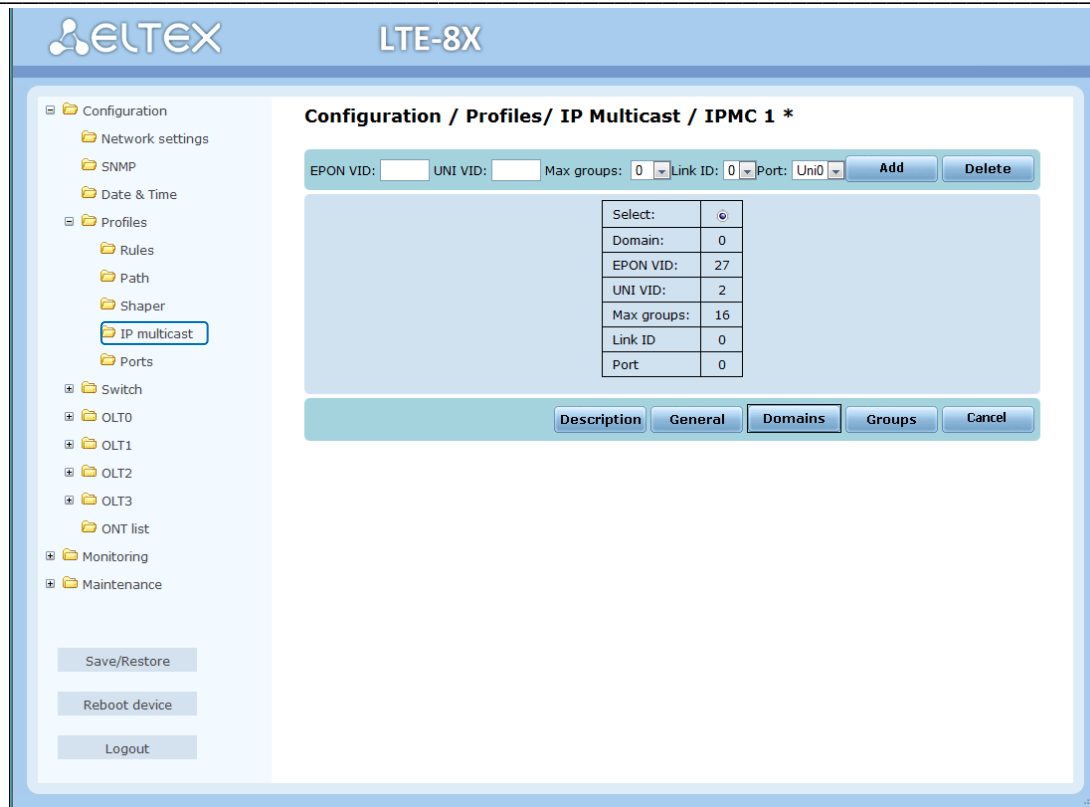 ELTEX LTE-8X
Configuration
Network settings
SNMP
Date & Time
Profiles
Rules
Path
Shaper
IP multicast
Ports
Switch
OLT0
OLT1
OLT2
OLT3
ONT list
Monitoring
Maintenance
Save/Restore
Reboot device
Logout
Configuration / Profiles/ IP Multicast / IPMC 1 *
EPON VID: UNI VID: Max groups: 0 Link ID: 0 Port: Uni0 Add Delete
Select:
Domain: 0
EPON VID: 27
UNI VID: 2
Max groups: 16
Link ID 0
Port 0
Description General Domains Groups Cancel